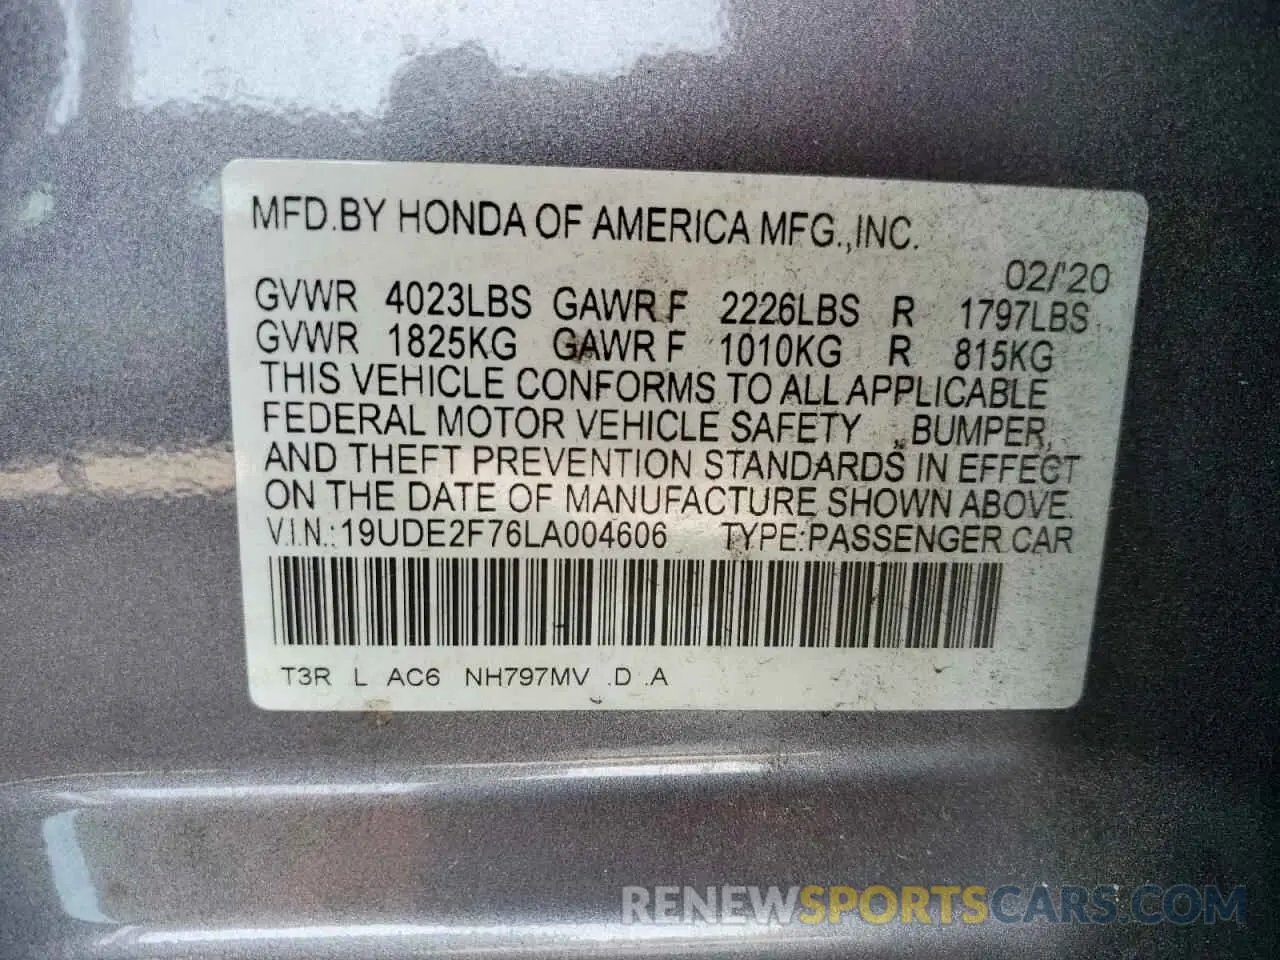 MFD.BY HONDA OF AMERICA MFG.,INC.
02/'20
GVWR 4023LBS GAWR F 2226LBS R 1797LBS
GVWR 1825KG GAWR F 1010KG R 815KG
THIS VEHICLE CONFORMS TO ALL APPLICABLE
FEDERAL MOTOR VEHICLE SAFETY , BUMPER,
AND THEFT PREVENTION STANDARDS IN EFFECT
ON THE DATE OF MANUFACTURE SHOWN ABOVE.
V.I.N.:19UDE2F76LA004606 TYPE:PASSENGER CAR
T3R L AC6 NH797MV .D .A
RENEWSPORTSCARS.COM